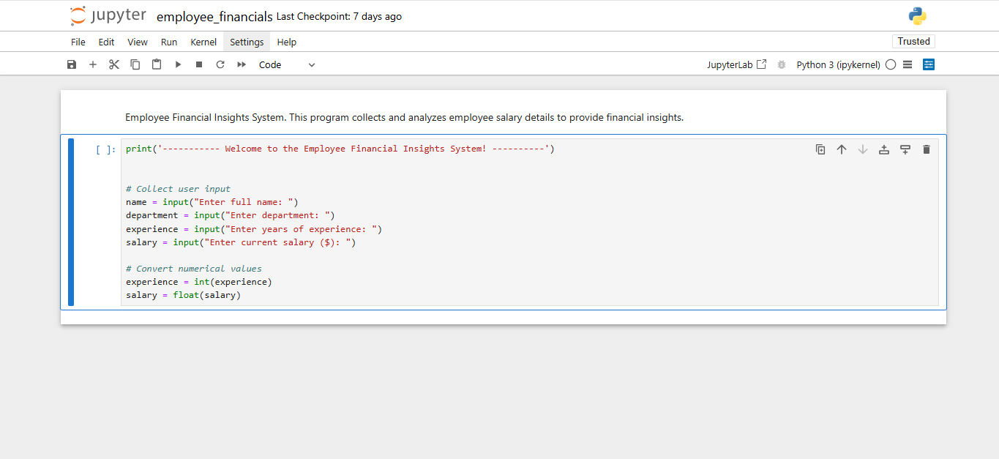 jupyter employee_financials Last Checkpoint: 7 days ago
File Edit View Run Kernel Settings Help Trusted
Code JupyterLab Python 3 (ipykernel)
Employee Financial Insights System. This program collects and analyzes employee salary details to provide financial insights.
[ ]: print('----------- Welcome to the Employee Financial Insights System! ----------')
# Collect user input
name = input("Enter full name: ")
department = input("Enter department: ")
experience = input("Enter years of experience: ")
salary = input("Enter current salary ($): ")
# Convert numerical values
experience = int(experience)
salary = float(salary)